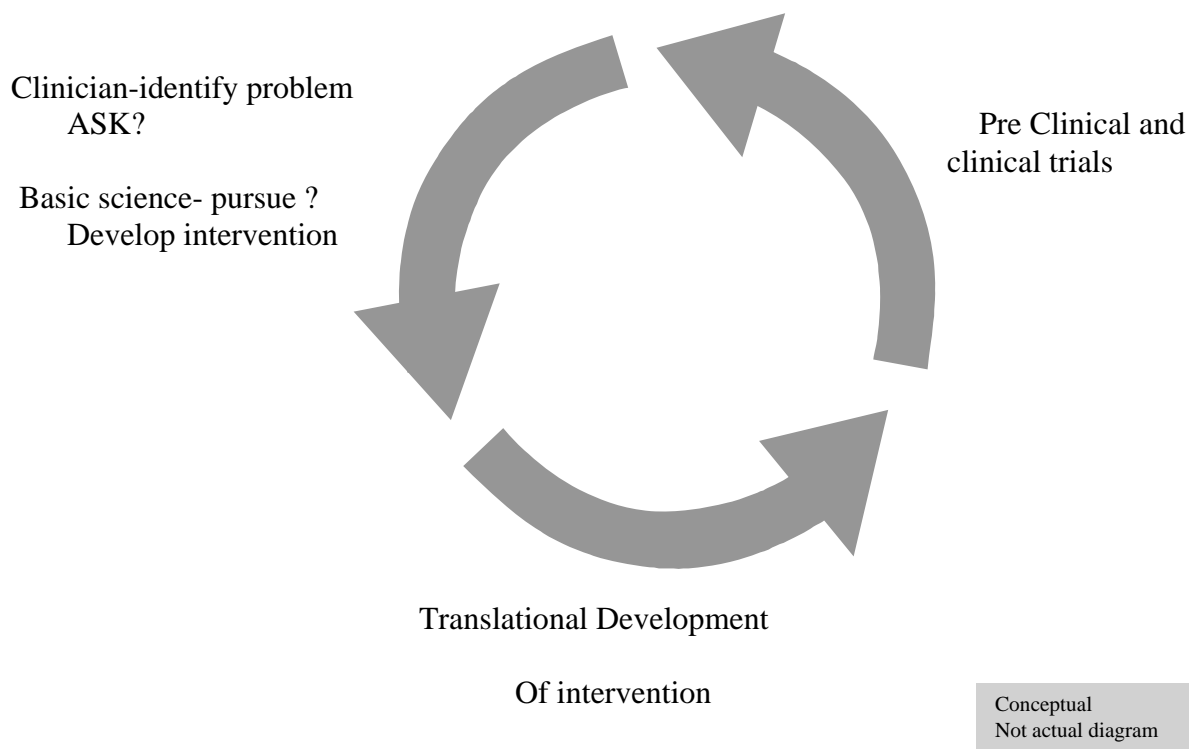 Clinician-identify problem
ASK?
Basic science- pursue ?
Develop intervention
Pre Clinical and
clinical trials
Translational Development
Of intervention
Conceptual
Not actual diagram